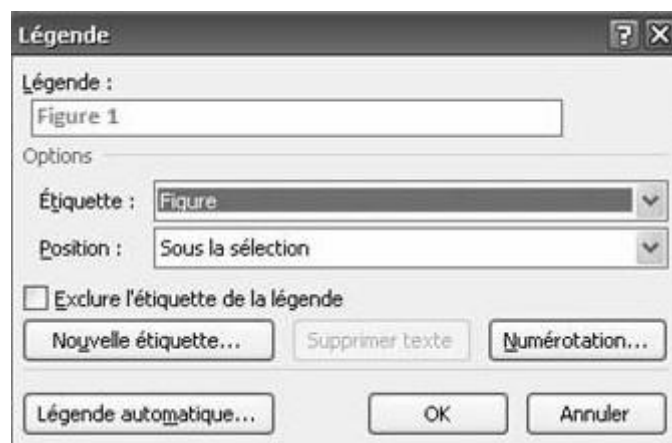 Légende
Légende :
Figure 1
Options
Étiquette : Figure
Position : Sous la sélection
Exclure l'étiquette de la légende
Nouvelle étiquette... Supprimer texte Numérotation...
Légende automatique... OK Annuler